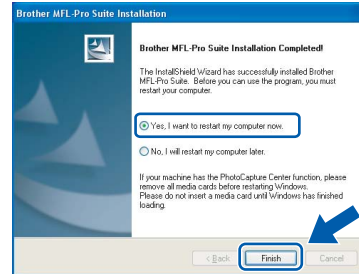 Brother MFL-Pro Suite Installation
Brother MFL-Pro Suite Installation Completed!
The InstallShield Wizard has successfully installed Brother
MFL-Pro Suite. Before you can use the program, you must
restart your computer.
Yes, I want to restart my computer now.
No, I will restart my computer later.
If your machine has the PhotoCapture Center function, please
remove all media cards before restarting Windows.
Please do not insert a media card until Windows has finished
loading.
< Back Finish Cancel